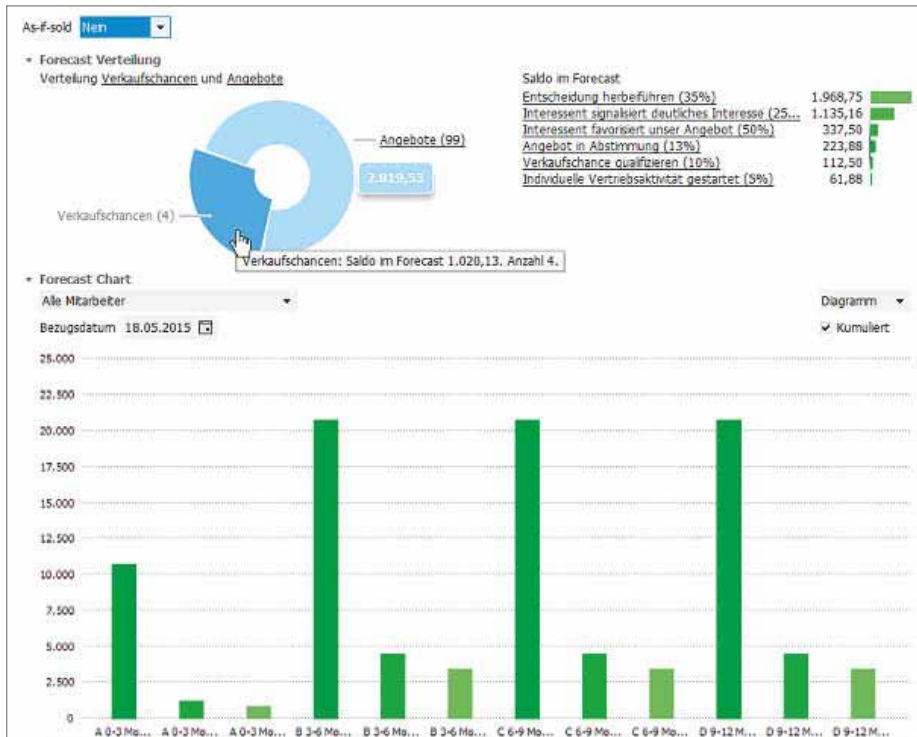 As-if-sold Nein
Forecast Verteilung
Verteilung Verkaufschancen und Angebote
Angebote (99)
2.819,53
Verkaufschancen (4)
Verkaufschancen: Saldo im Forecast 1.020,13. Anzahl 4.
Saldo im Forecast
Entscheidung herbeiführen (35%) 1.968,75
Interessent signalisiert deutliches Interesse (25... 1.135,16
Interessent favorisiert unser Angebot (50%) 337,50
Angebot in Abstimmung (13%) 223,88
Verkaufschance qualifizieren (10%) 112,50
Individuelle Vertriebsaktivität gestartet (5%) 61,88
Forecast Chart
Alle Mitarbeiter Diagramm
Bezugsdatum 18.05.2015 Kumuliert
25.000
22.500
20.000
17.500
15.000
12.500
10.000
7.500
5.000
2.500
0
A 0-3 Mo... A 0-3 Mo... A 0-3 Mo... B 3-6 Mo... B 3-6 Mo... B 3-6 Mo... C 6-9 Mo... C 6-9 Mo... C 6-9 Mo... D 9-12 M... D 9-12 M... D 9-12 M...